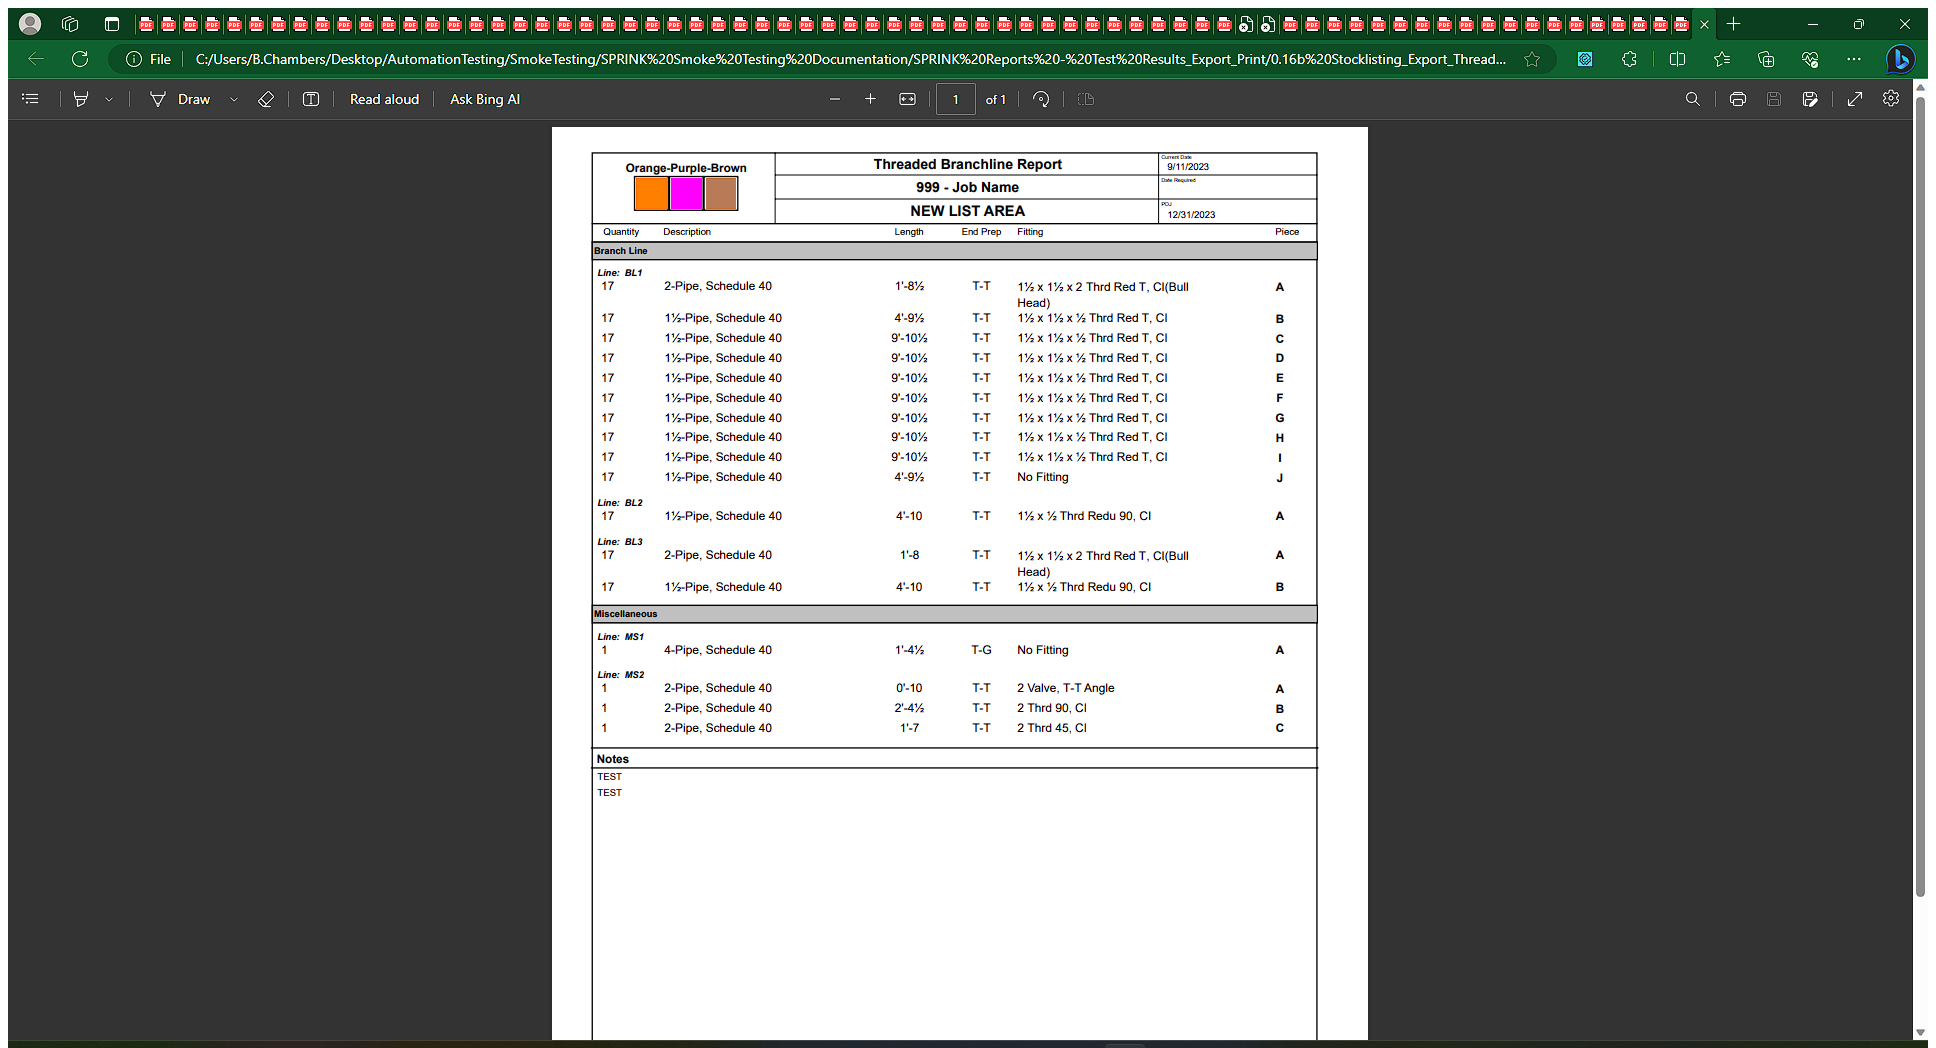 File C:/Users/B.Chambers/Desktop/AutomationTesting/SmokeTesting/SPRINK%20Smoke%20Testing%20Documentation/SPRINK%20Reports%20-%20Test%20Results_Export_Print/0.16b%20Stocklisting_Export_Thread...
Draw Read aloud Ask Bing AI 1 of 1
Orange-Purple-Brown
Threaded Branchline Report
999 - Job Name
NEW LIST AREA
Current Date
9/11/2023
Date Required
PDJ
12/31/2023
Quantity Description Length End Prep Fitting Piece
Branch Line
Line: BL1
17 2-Pipe, Schedule 40 1'-8½ T-T 1½ x 1½ x 2 Thrd Red T, CI(Bull A
Head)
17 1½-Pipe, Schedule 40 4'-9½ T-T 1½ x 1½ x ½ Thrd Red T, CI B
17 1½-Pipe, Schedule 40 9'-10½ T-T 1½ x 1½ x ½ Thrd Red T, CI C
17 1½-Pipe, Schedule 40 9'-10½ T-T 1½ x 1½ x ½ Thrd Red T, CI D
17 1½-Pipe, Schedule 40 9'-10½ T-T 1½ x 1½ x ½ Thrd Red T, CI E
17 1½-Pipe, Schedule 40 9'-10½ T-T 1½ x 1½ x ½ Thrd Red T, CI F
17 1½-Pipe, Schedule 40 9'-10½ T-T 1½ x 1½ x ½ Thrd Red T, CI G
17 1½-Pipe, Schedule 40 9'-10½ T-T 1½ x 1½ x ½ Thrd Red T, CI H
17 1½-Pipe, Schedule 40 9'-10½ T-T 1½ x 1½ x ½ Thrd Red T, CI I
17 1½-Pipe, Schedule 40 4'-9½ T-T No Fitting J
Line: BL2
17 1½-Pipe, Schedule 40 4'-10 T-T 1½ x ½ Thrd Redu 90, CI A
Line: BL3
17 2-Pipe, Schedule 40 1'-8 T-T 1½ x 1½ x 2 Thrd Red T, CI(Bull A
Head)
17 1½-Pipe, Schedule 40 4'-10 T-T 1½ x ½ Thrd Redu 90, CI B
Miscellaneous
Line: MS1
1 4-Pipe, Schedule 40 1'-4½ T-G No Fitting A
Line: MS2
1 2-Pipe, Schedule 40 0'-10 T-T 2 Valve, T-T Angle A
1 2-Pipe, Schedule 40 2'-4½ T-T 2 Thrd 90, CI B
1 2-Pipe, Schedule 40 1'-7 T-T 2 Thrd 45, CI C
Notes
TEST
TEST